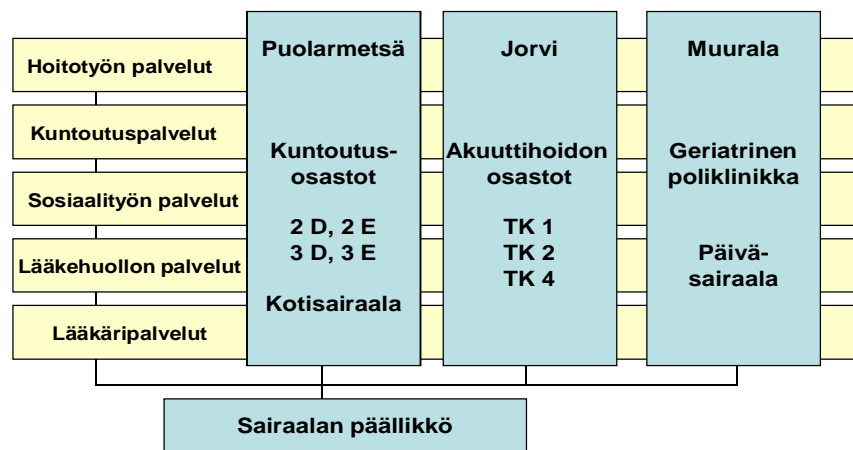 Hoitotyön palvelut
Kuntoutuspalvelut
Sosiaalityön palvelut
Lääkehuollon palvelut
Lääkäripalvelut
Puolarmetsä
Kuntoutus-
osastot
2 D, 2 E
3 D, 3 E
Kotisairaala
Jorvi
Akuuttihoidon
osastot
TK 1
TK 2
TK 4
Muurala
Geriatrinen
poliklinikka
Päivä-
sairaala
Sairaalan päällikkö